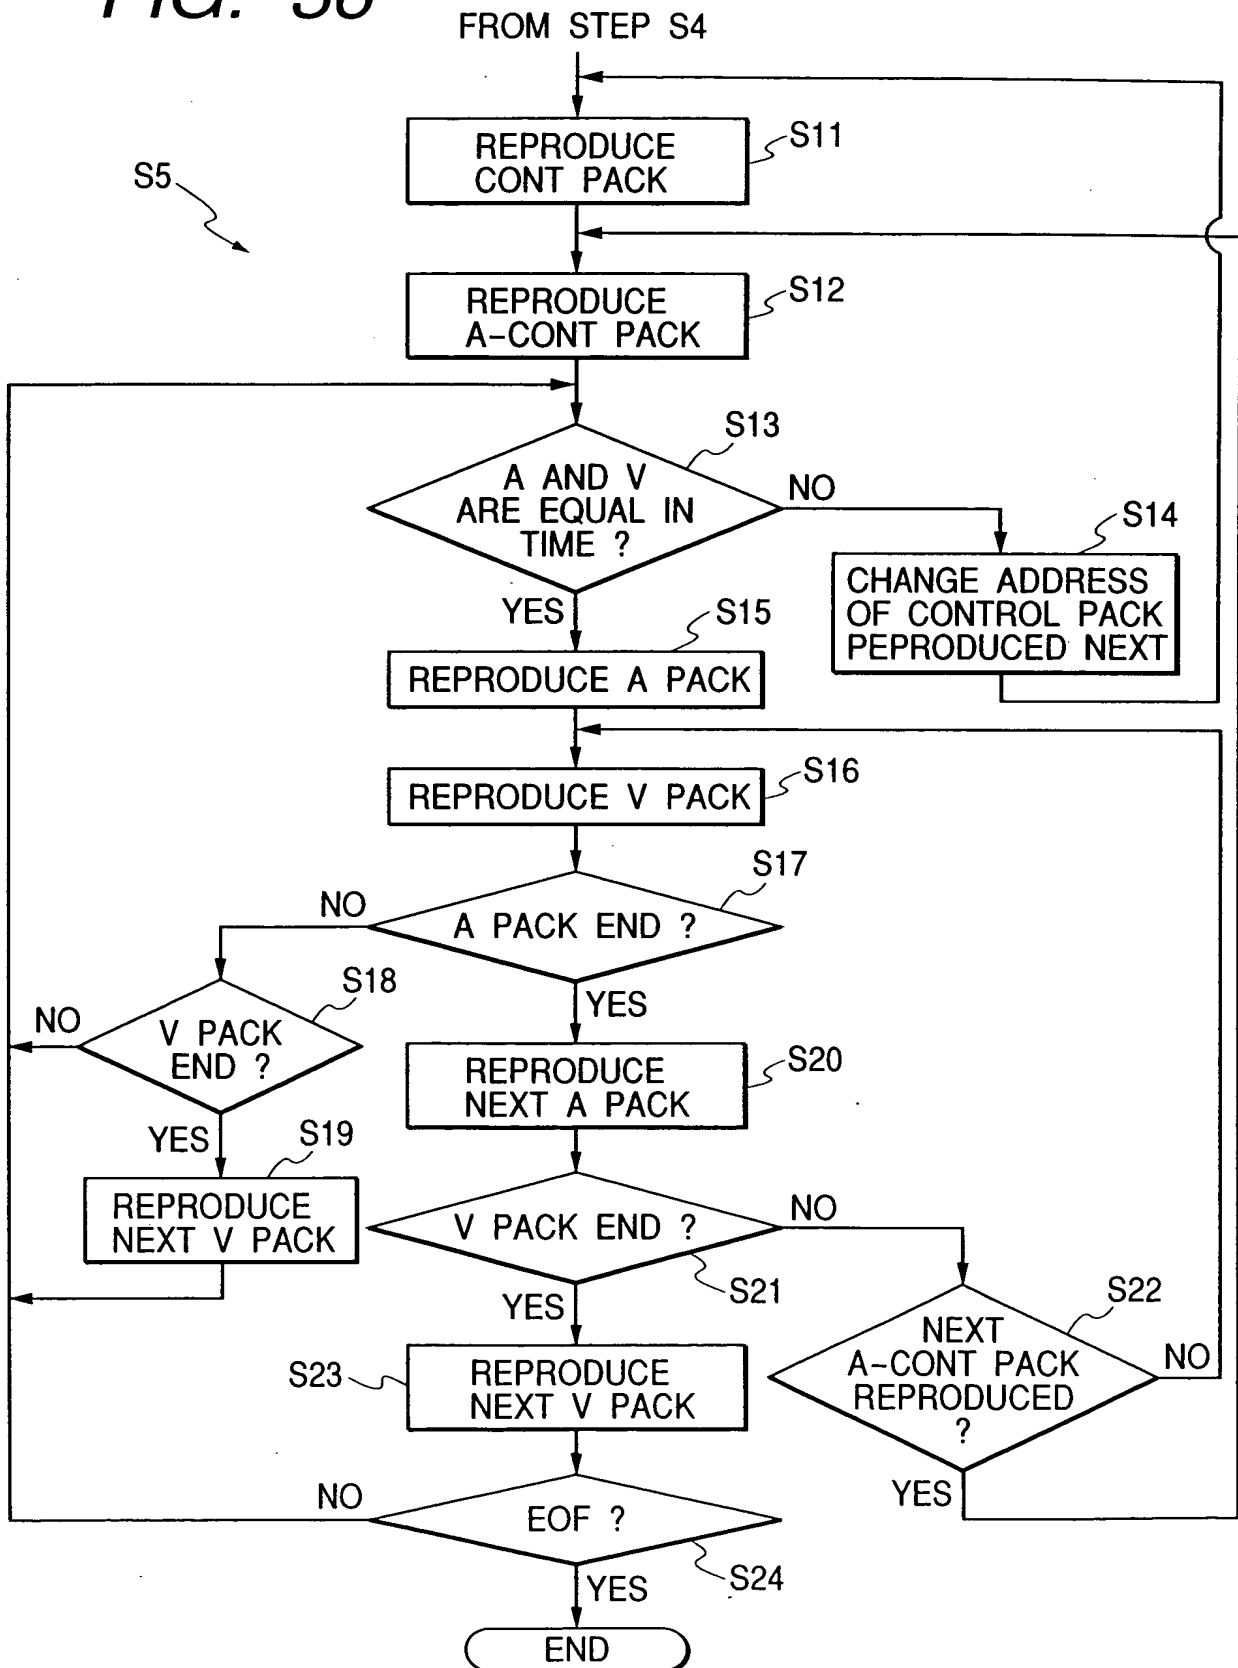 FROM STEP S4
REPRODUCE
CONT PACK
S11
S5
REPRODUCE
A-CONT PACK
S12
A AND V
ARE EQUAL IN
TIME ?
S13
NO
S14
CHANGE ADDRESS
OF CONTROL PACK
PEPRODUCED NEXT
YES
S15
REPRODUCE A PACK
REPRODUCE V PACK
S16
S17
A PACK END ?
NO
S18
NO
V PACK
END ?
YES
YES
S19
REPRODUCE
NEXT V PACK
REPRODUCE
NEXT A PACK
S20
V PACK END ?
NO
S21
YES
S22
NEXT
A-CONT PACK
REPRODUCED
?
NO
YES
S23
REPRODUCE
NEXT V PACK
NO
EOF ?
S24
YES
END